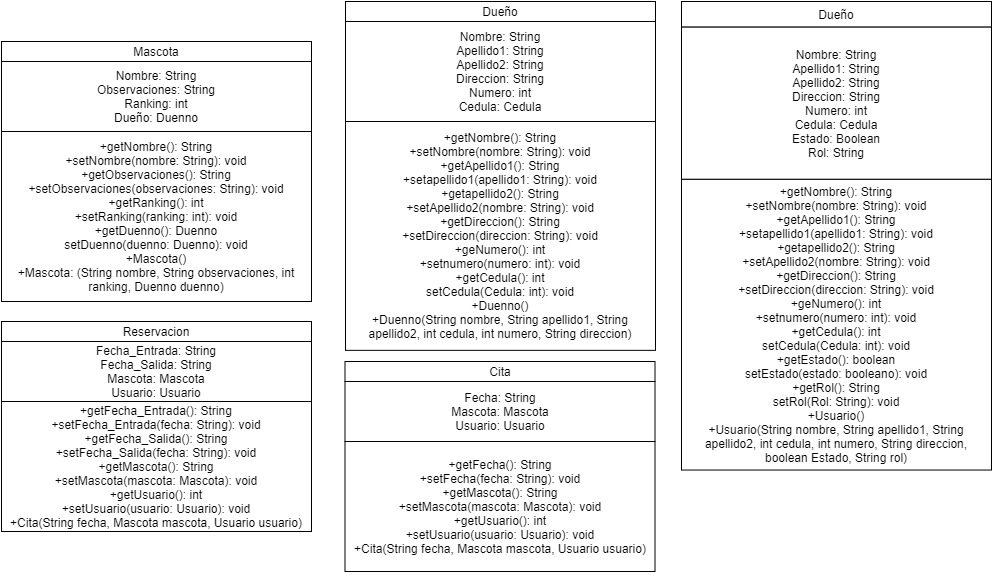 Mascota
Nombre: String
Observaciones: String
Ranking: int
Dueño: Duenno
+getNombre(): String
+setNombre(nombre: String): void
+getObservaciones(): String
+setObservaciones(observaciones: String): void
+getRanking(): int
+setRanking(ranking: int): void
+getDuenno(): Duenno
setDuenno(duenno: Duenno): void
+Mascota()
+Mascota: (String nombre, String observaciones, int
ranking, Duenno duenno)
Reservacion
Fecha_Entrada: String
Fecha_Salida: String
Mascota: Mascota
Usuario: Usuario
+getFecha_Entrada(): String
+setFecha_Entrada(fecha: String): void
+getFecha_Salida(): String
+setFecha_Salida(fecha: String): void
+getMascota(): String
+setMascota(mascota: Mascota): void
+getUsuario(): int
+setUsuario(usuario: Usuario): void
+Cita(String fecha, Mascota mascota, Usuario usuario)
Dueño
Nombre: String
Apellido1: String
Apellido2: String
Direccion: String
Numero: int
Cedula: Cedula
+getNombre(): String
+setNombre(nombre: String): void
+getApellido1(): String
+setapellido1(apellido1: String): void
+getapellido2(): String
+setApellido2(nombre: String): void
+getDireccion(): String
+setDireccion(direccion: String): void
+geNumero(): int
+setnumero(numero: int): void
+getCedula(): int
setCedula(Cedula: int): void
+Duenno()
+Duenno(String nombre, String apellido1, String
apellido2, int cedula, int numero, String direccion)
Cita
Fecha: String
Mascota: Mascota
Usuario: Usuario
+getFecha(): String
+setFecha(fecha: String): void
+getMascota(): String
+setMascota(mascota: Mascota): void
+getUsuario(): int
+setUsuario(usuario: Usuario): void
+Cita(String fecha, Mascota mascota, Usuario usuario)
Dueño
Nombre: String
Apellido1: String
Apellido2: String
Direccion: String
Numero: int
Cedula: Cedula
Estado: Boolean
Rol: String
+getNombre(): String
+setNombre(nombre: String): void
+getApellido1(): String
+setapellido1(apellido1: String): void
+getapellido2(): String
+setApellido2(nombre: String): void
+getDireccion(): String
+setDireccion(direccion: String): void
+geNumero(): int
+setnumero(numero: int): void
+getCedula(): int
setCedula(Cedula: int): void
+getEstado(): boolean
setEstado(estado: booleano): void
+getRol(): String
setRol(Rol: String): void
+Usuario()
+Usuario(String nombre, String apellido1, String
apellido2, int cedula, int numero, String direccion,
boolean Estado, String rol)